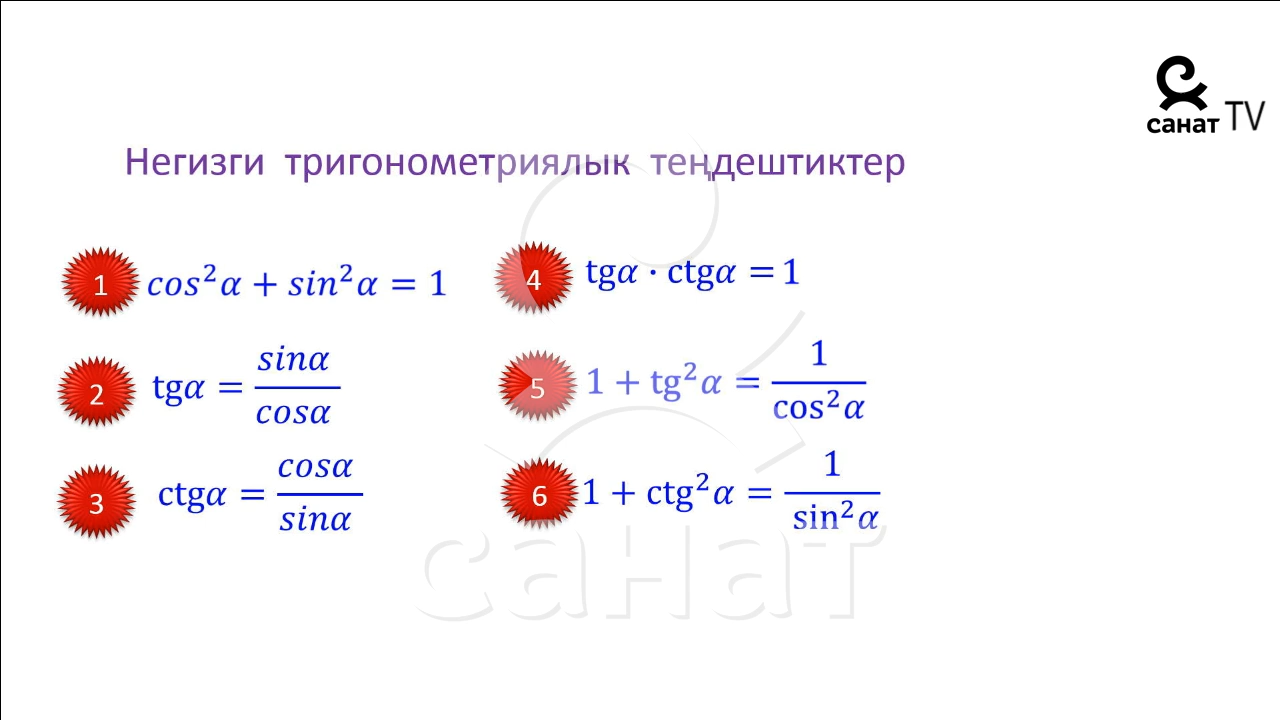 санат TV
Негизги тригонометриялык теңдештиктер
1 cos²α + sin²α = 1
2 tgα = sinα/cosα
3 ctgα = cosα/sinα
4 tgα · ctgα = 1
5 1 + tg²α = 1/cos²α
6 1 + ctg²α = 1/sin²α
санат